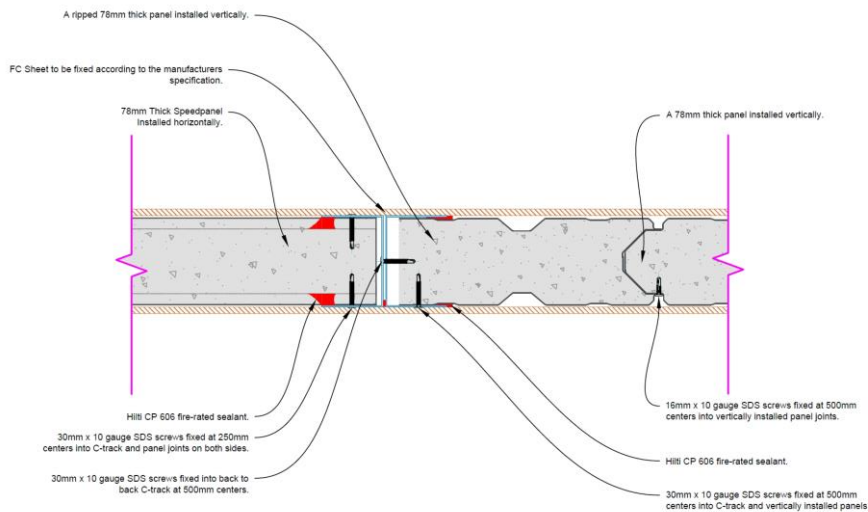 A ripped 78mm thick panel installed vertically.
FC Sheet to be fixed according to the manufacturers
specification.
78mm Thick Speedpanel
Installed horizontally.
A 78mm thick panel installed vertically.
Hilti CP 606 fire-rated sealant.
30mm x 10 gauge SDS screws fixed at 250mm
centers into C-track and panel joints on both sides.
30mm x 10 gauge SDS screws fixed into back to
back C-track at 500mm centers.
16mm x 10 gauge SDS screws fixed at 500mm
centers into vertically installed panel joints.
Hilti CP 606 fire-rated sealant.
30mm x 10 gauge SDS screws fixed at 500mm
centers into C-track and vertically installed panels.